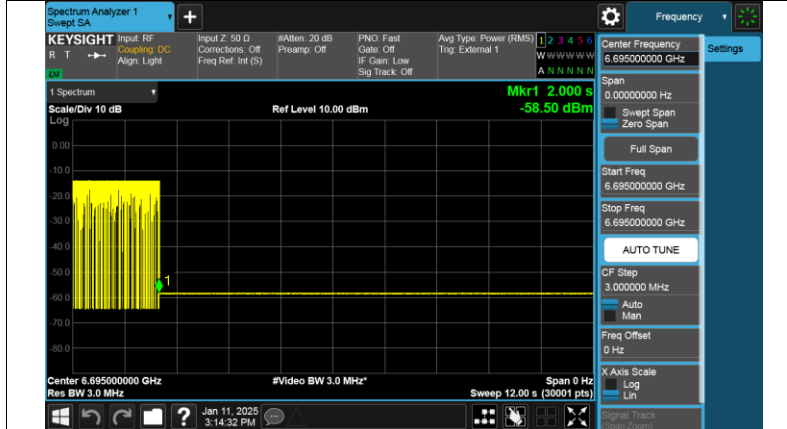 Spectrum Analyzer 1
Swept SA
+
Frequency
KEYSIGHT
R T
LXI
Input: RF
Coupling: DC
Align: Light
Input Z: 50 Ω
Corrections: Off
Freq Ref: Int (S)
#Atten: 20 dB
Preamp: Off
PNO: Fast
Gate: Off
IF Gain: Low
Sig Track: Off
Avg Type: Power (RMS)
Trig: External 1
1 2 3 4 5 6
W W W W W W
A N N N N N
1 Spectrum
Scale/Div 10 dB
Ref Level 10.00 dBm
Mkr1 2.000 s
-58.50 dBm
Log
0.00
-10.0
-20.0
-30.0
-40.0
-50.0
-60.0
-70.0
-80.0
1
Center 6.695000000 GHz
Res BW 3.0 MHz
#Video BW 3.0 MHz*
Span 0 Hz
Sweep 12.00 s (30001 pts)
?
Jan 11, 2025
3:14:32 PM
Center Frequency
6.695000000 GHz
Settings
Span
0.00000000 Hz
Swept Span
Zero Span
Full Span
Start Freq
6.695000000 GHz
Stop Freq
6.695000000 GHz
AUTO TUNE
CF Step
3.000000 MHz
Auto
Man
Freq Offset
0 Hz
X Axis Scale
Log
Lin
Signal Track
(Span Zoom)